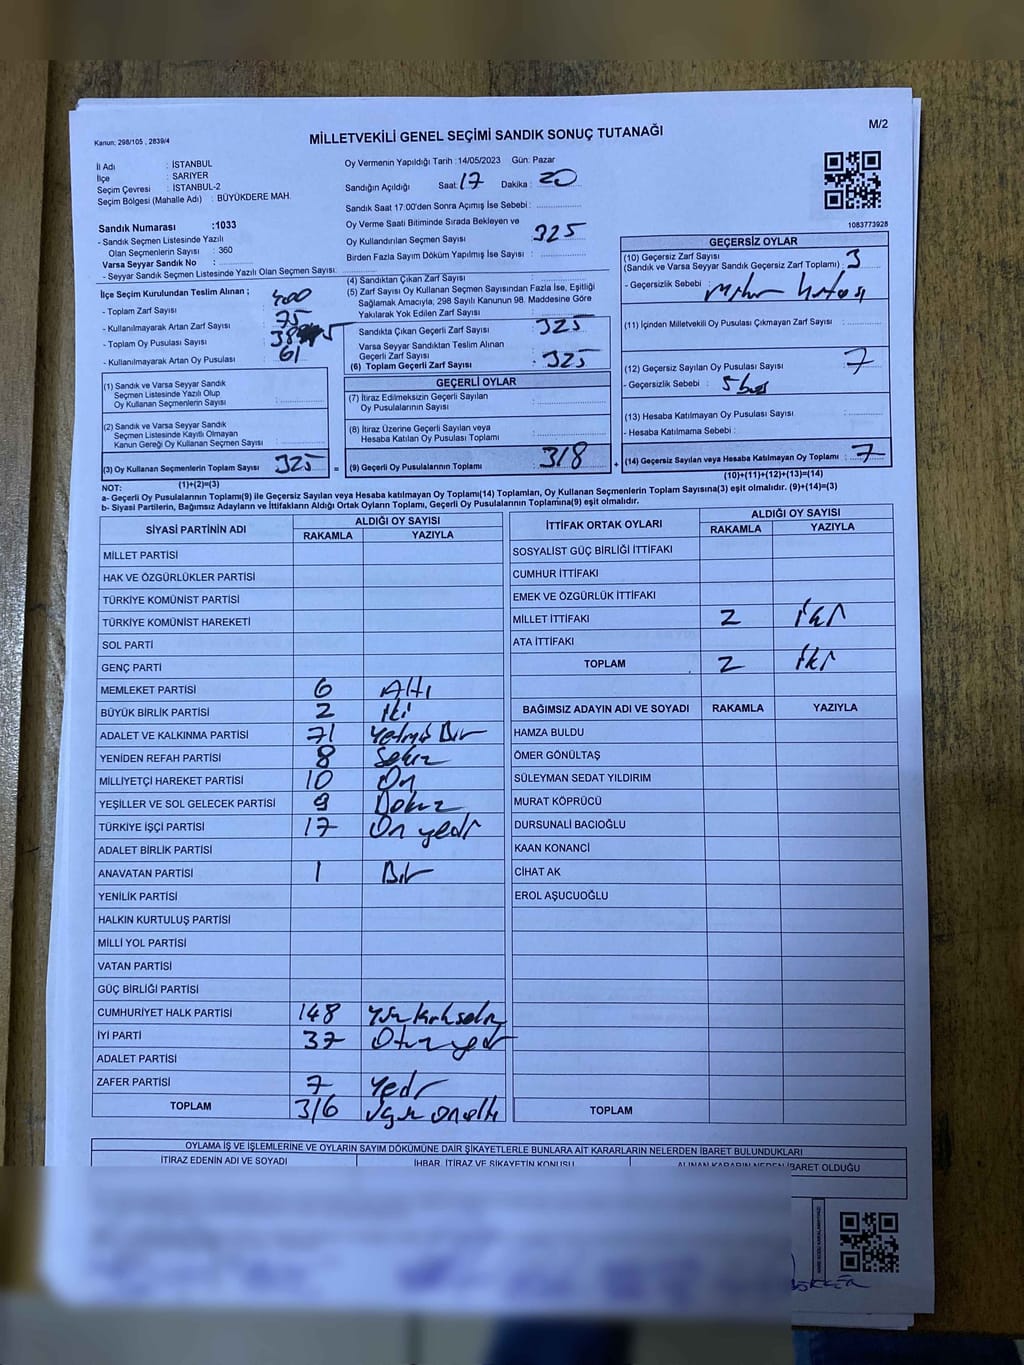 M/2
Kanun; 298/105 , 2839/4
MİLLETVEKİLİ GENEL SEÇİMİ SANDIK SONUÇ TUTANAĞI
İl Adı : İSTANBUL
İlçe : SARIYER
Seçim Çevresi : İSTANBUL-2
Seçim Bölgesi (Mahalle Adı) : BÜYÜKDERE MAH.
Sandık Numarası :1033
- Sandık Seçmen Listesinde Yazılı
Olan Seçmenlerin Sayısı : 360
Varsa Seyyar Sandık No :
- Seyyar Sandık Seçmen Listesinde Yazılı Olan Seçmen Sayısı:
Oy Vermenin Yapıldığı Tarih :14/05/2023 Gün: Pazar
Sandığın Açıldığı Saat: 17 Dakika : 20
Sandık Saat 17:00'den Sonra Açımış İse Sebebi :
Oy Verme Saati Bitiminde Sırada Bekleyen ve
Oy Kullandırılan Seçmen Sayısı : 325
Birden Fazla Sayım Döküm Yapılmış İse Sayısı :
1083773928
İlçe Seçim Kurulundan Teslim Alınan ;
- Toplam Zarf Sayısı : 400
- Kullanılmayarak Artan Zarf Sayısı : 75
- Toplam Oy Pusulası Sayısı :
- Kullanılmayarak Artan Oy Pusulası : 61
(1) Sandık ve Varsa Seyyar Sandık
Seçmen Listesinde Yazılı Olup
Oy Kullanan Seçmenlerin Sayısı :
(2) Sandık ve Varsa Seyyar Sandık
Seçmen Listesinde Kayıtlı Olmayan
Kanun Gereği Oy Kullanan Seçmen Sayısı :
(3) Oy Kullanan Seçmenlerin Toplam Sayısı : 325 =
(1)+(2)=(3)
(4) Sandıktan Çıkan Zarf Sayısı
(5) Zarf Sayısı Oy Kullanan Seçmen Sayısından Fazla İse, Eşitliği
Sağlamak Amacıyla, 298 Sayılı Kanunun 98. Maddesine Göre
Yakılarak Yok Edilen Zarf Sayısı :
Sandıkta Çıkan Geçerli Zarf Sayısı : 325
Varsa Seyyar Sandıktan Teslim Alınan
Geçerli Zarf Sayısı
(6) Toplam Geçerli Zarf Sayısı : 325
GEÇERLİ OYLAR
(7) İtiraz Edilmeksizin Geçerli Sayılan
Oy Pusulalarının Sayısı :
(8) İtiraz Üzerine Geçerli Sayılan veya
Hesaba Katılan Oy Pusulaları Toplamı :
(9) Geçerli Oy Pusulalarının Toplamı : 318 +
GEÇERSİZ OYLAR
(10) Geçersiz Zarf Sayısı
(Sandık ve Varsa Seyyar Sandık Geçersiz Zarf Toplamı) : 3
- Geçersizlik Sebebi :
(11) İçinden Milletvekili Oy Pusulası Çıkmayan Zarf Sayısı :
(12) Geçersiz Sayılan Oy Pusulası Sayısı : 7
- Geçersizlik Sebebi : 5 boş
(13) Hesaba Katılmayan Oy Pusulası Sayısı :
- Hesaba Katılmama Sebebi :
(14) Geçersiz Sayılan veya Hesaba Katılmayan Oy Toplamı : 7
(10)+(11)+(12)+(13)=(14)
NOT:
a- Geçerli Oy Pusulalarının Toplamı(9) ile Geçersiz Sayılan veya Hesaba katılmayan Oy Toplamı(14) Toplamları, Oy Kullanan Seçmenlerin Toplam Sayısına(3) eşit olmalıdır. (9)+(14)=(3)
b- Siyasi Partilerin, Bağımsız Adayların ve İttifakların Aldığı Ortak Oyların Toplamı, Geçerli Oy Pusulalarının Toplamına(9) eşit olmalıdır.
SİYASİ PARTİNİN ADI ALDIĞI OY SAYISI
RAKAMLA YAZIYLA
MİLLET PARTİSİ
HAK VE ÖZGÜRLÜKLER PARTİSİ
TÜRKİYE KOMÜNİST PARTİSİ
TÜRKİYE KOMÜNİST HAREKETİ
SOL PARTİ
GENÇ PARTİ
MEMLEKET PARTİSİ 6 Altı
BÜYÜK BİRLİK PARTİSİ 2 iki
ADALET VE KALKINMA PARTİSİ 71 Yetmiş Bir
YENİDEN REFAH PARTİSİ 8 Sekiz
MİLLİYETÇİ HAREKET PARTİSİ 10 On
YEŞİLLER VE SOL GELECEK PARTİSİ 9 Dokuz
TÜRKİYE İŞÇİ PARTİSİ 17 On yedi
ADALET BİRLİK PARTİSİ
ANAVATAN PARTİSİ 1 Bir
YENİLİK PARTİSİ
HALKIN KURTULUŞ PARTİSİ
MİLLİ YOL PARTİSİ
VATAN PARTİSİ
GÜÇ BİRLİĞİ PARTİSİ
CUMHURİYET HALK PARTİSİ 148 Yüz kırk sekiz
İYİ PARTİ 37 Otuz yedi
ADALET PARTİSİ
ZAFER PARTİSİ 7 Yedi
TOPLAM 316 Üçyüz onaltı
İTTİFAK ORTAK OYLARI ALDIĞI OY SAYISI
RAKAMLA YAZIYLA
SOSYALİST GÜÇ BİRLİĞİ İTTİFAKI
CUMHUR İTTİFAKI
EMEK VE ÖZGÜRLÜK İTTİFAKI
MİLLET İTTİFAKI 2 İki
ATA İTTİFAKI
TOPLAM 2 İki
BAĞIMSIZ ADAYIN ADI VE SOYADI RAKAMLA YAZIYLA
HAMZA BULDU
ÖMER GÖNÜLTAŞ
SÜLEYMAN SEDAT YILDIRIM
MURAT KÖPRÜCÜ
DURSUNALİ BACIOĞLU
KAAN KONANCİ
CİHAT AK
EROL AŞUCUOĞLU
TOPLAM
OYLAMA İŞ VE İŞLEMLERİNE VE OYLARIN SAYIM DÖKÜMÜNE DAİR ŞİKAYETLERLE BUNLARA AİT KARARLARIN NELERDEN İBARET BULUNDUKLARI
İTİRAZ EDENİN ADI VE SOYADI İHBAR, İTİRAZ VE ŞİKAYETİN KONUSU ALINAN KARARIN NEDEN İBARET OLDUĞU